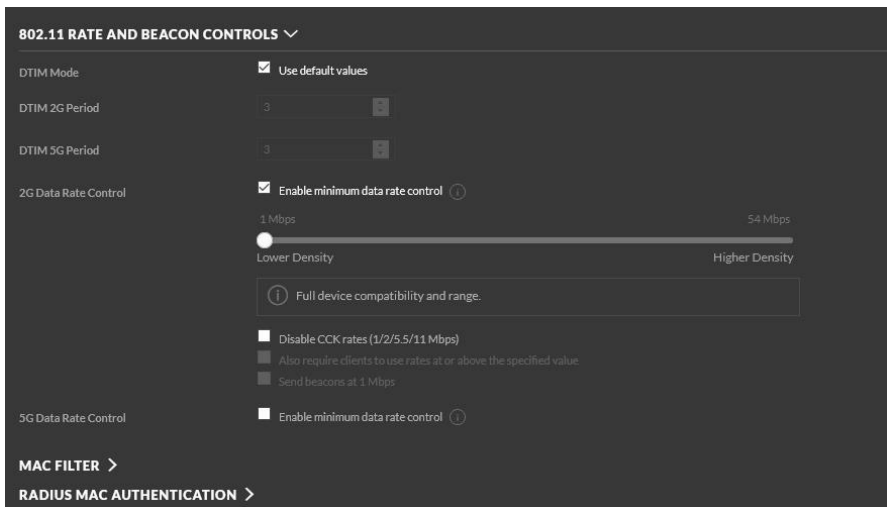 802.11 RATE AND BEACON CONTROLS
DTIM Mode Use default values
DTIM 2G Period 3
DTIM 5G Period 3
2G Data Rate Control Enable minimum data rate control
1 Mbps 54 Mbps
Lower Density Higher Density
Full device compatibility and range.
Disable CCK rates (1/2/5.5/11 Mbps)
Also require clients to use rates at or above the specified value
Send beacons at 1 Mbps
5G Data Rate Control Enable minimum data rate control
MAC FILTER
RADIUS MAC AUTHENTICATION